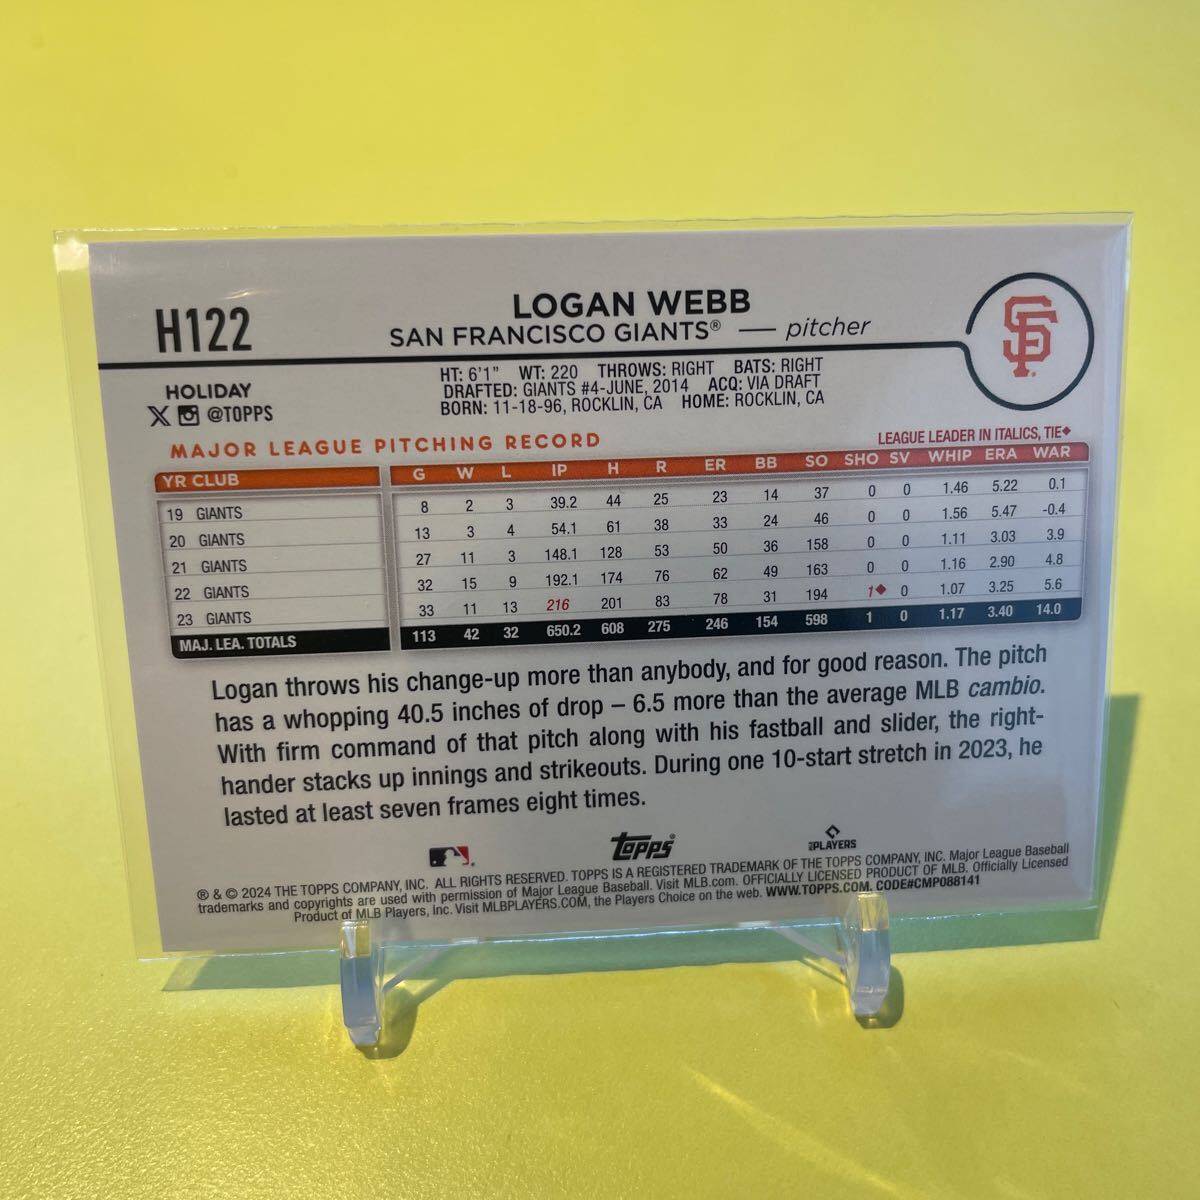 H122
LOGAN WEBB
SAN FRANCISCO GIANTS® — pitcher
SF
HOLIDAY
X @TOPPS
HT: 6'1" WT: 220 THROWS: RIGHT BATS: RIGHT
DRAFTED: GIANTS #4-JUNE, 2014 ACQ: VIA DRAFT
BORN: 11-18-96, ROCKLIN, CA HOME: ROCKLIN, CA
MAJOR LEAGUE PITCHING RECORD
LEAGUE LEADER IN ITALICS, TIE♦
YR CLUB G W L IP H R ER BB SO SHO SV WHIP ERA WAR
19 GIANTS 8 2 3 39.2 44 25 23 14 37 0 0 1.46 5.22 0.1
20 GIANTS 13 3 4 54.1 61 38 33 24 46 0 0 1.56 5.47 -0.4
21 GIANTS 27 11 3 148.1 128 53 50 36 158 0 0 1.11 3.03 3.9
22 GIANTS 32 15 9 192.1 174 76 62 49 163 0 0 1.16 2.90 4.8
23 GIANTS 33 11 13 216 201 83 78 31 194 1♦ 0 1.07 3.25 5.6
MAJ. LEA. TOTALS 113 42 32 650.2 608 275 246 154 598 1 0 1.17 3.40 14.0
Logan throws his change-up more than anybody, and for good reason. The pitch
has a whopping 40.5 inches of drop – 6.5 more than the average MLB cambio.
With firm command of that pitch along with his fastball and slider, the right-
hander stacks up innings and strikeouts. During one 10-start stretch in 2023, he
lasted at least seven frames eight times.
topps®
PLAYERS
® & © 2024 THE TOPPS COMPANY, INC. ALL RIGHTS RESERVED. TOPPS IS A REGISTERED TRADEMARK OF THE TOPPS COMPANY, INC. Major League Baseball
trademarks and copyrights are used with permission of Major League Baseball. Visit MLB.com. OFFICIALLY LICENSED PRODUCT OF MLB. Officially Licensed
Product of MLB Players, Inc. Visit MLBPLAYERS.COM, the Players Choice on the web. WWW.TOPPS.COM. CODE#CMP088141